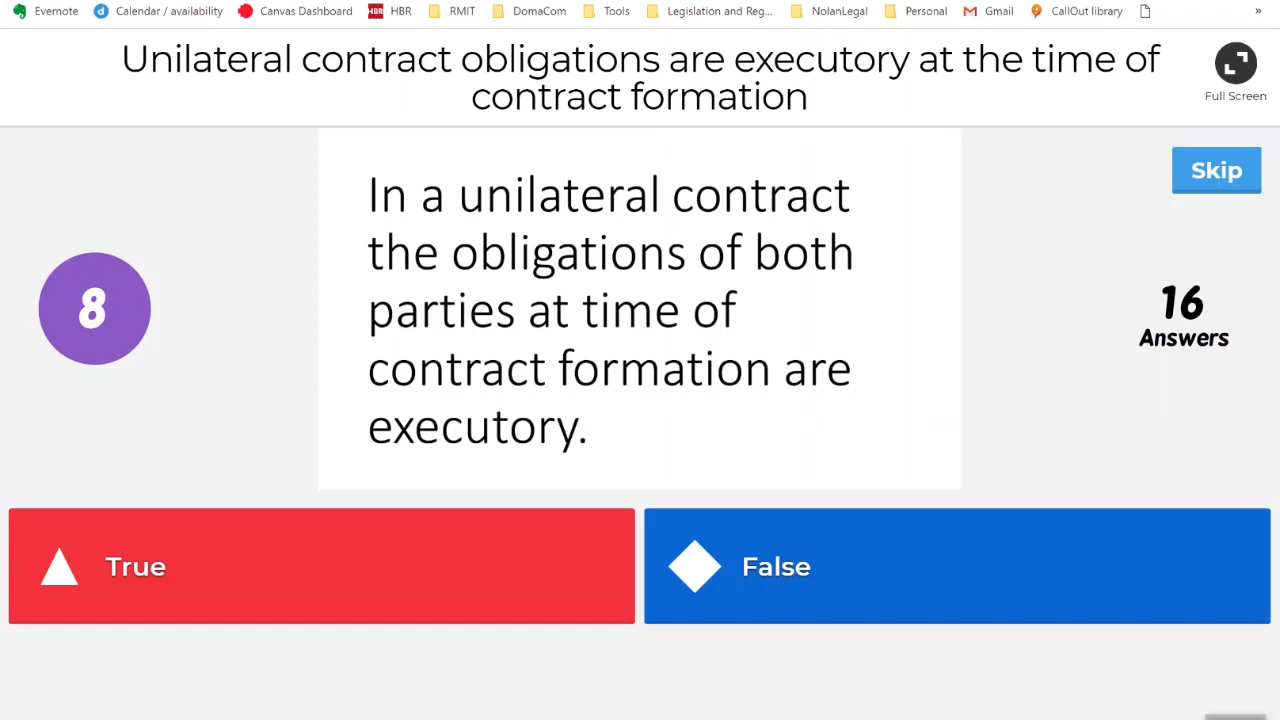 Evernote Calendar / availability Canvas Dashboard HBR HBR RMIT DomaCom Tools Legislation and Reg... NolanLegal Personal Gmail CallOut library »
Unilateral contract obligations are executory at the time of
contract formation
Full Screen
In a unilateral contract
the obligations of both
parties at time of
contract formation are
executory.
Skip
8
16
Answers
True
False